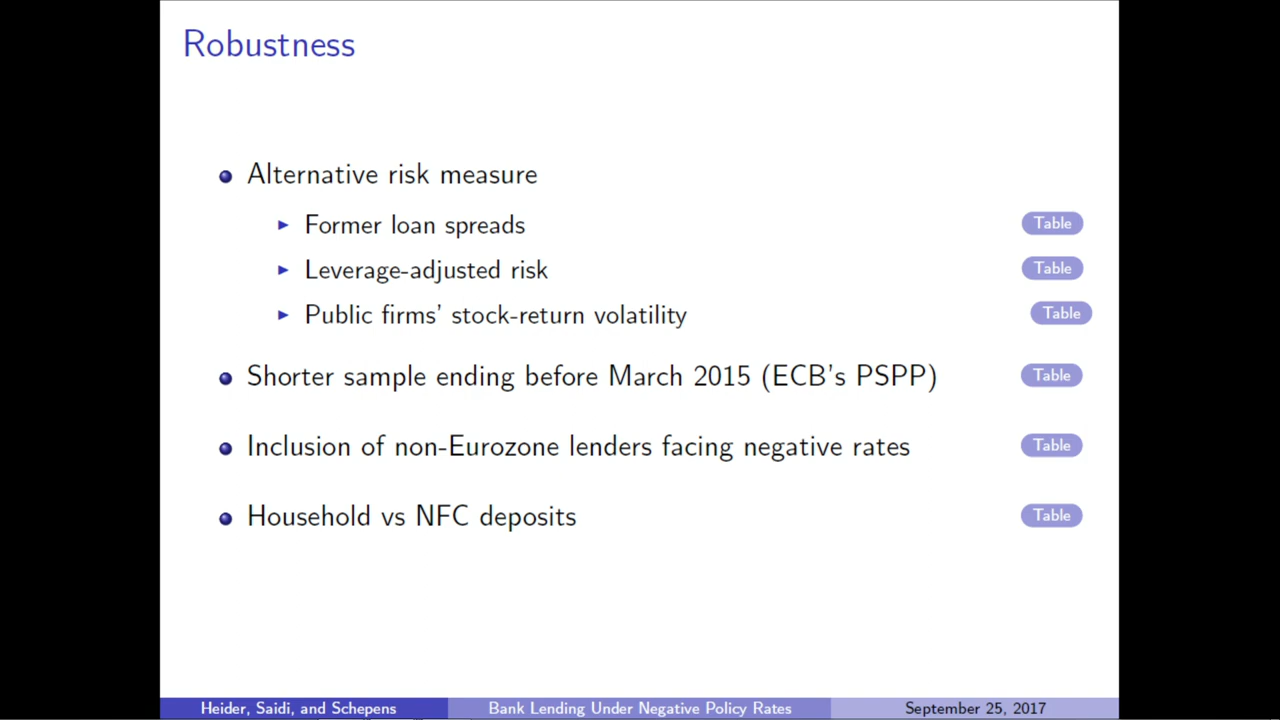 Robustness
Alternative risk measure
Former loan spreads Table
Leverage-adjusted risk Table
Public firms' stock-return volatility Table
Shorter sample ending before March 2015 (ECB's PSPP) Table
Inclusion of non-Eurozone lenders facing negative rates Table
Household vs NFC deposits Table
Heider, Saidi, and Schepens Bank Lending Under Negative Policy Rates September 25, 2017